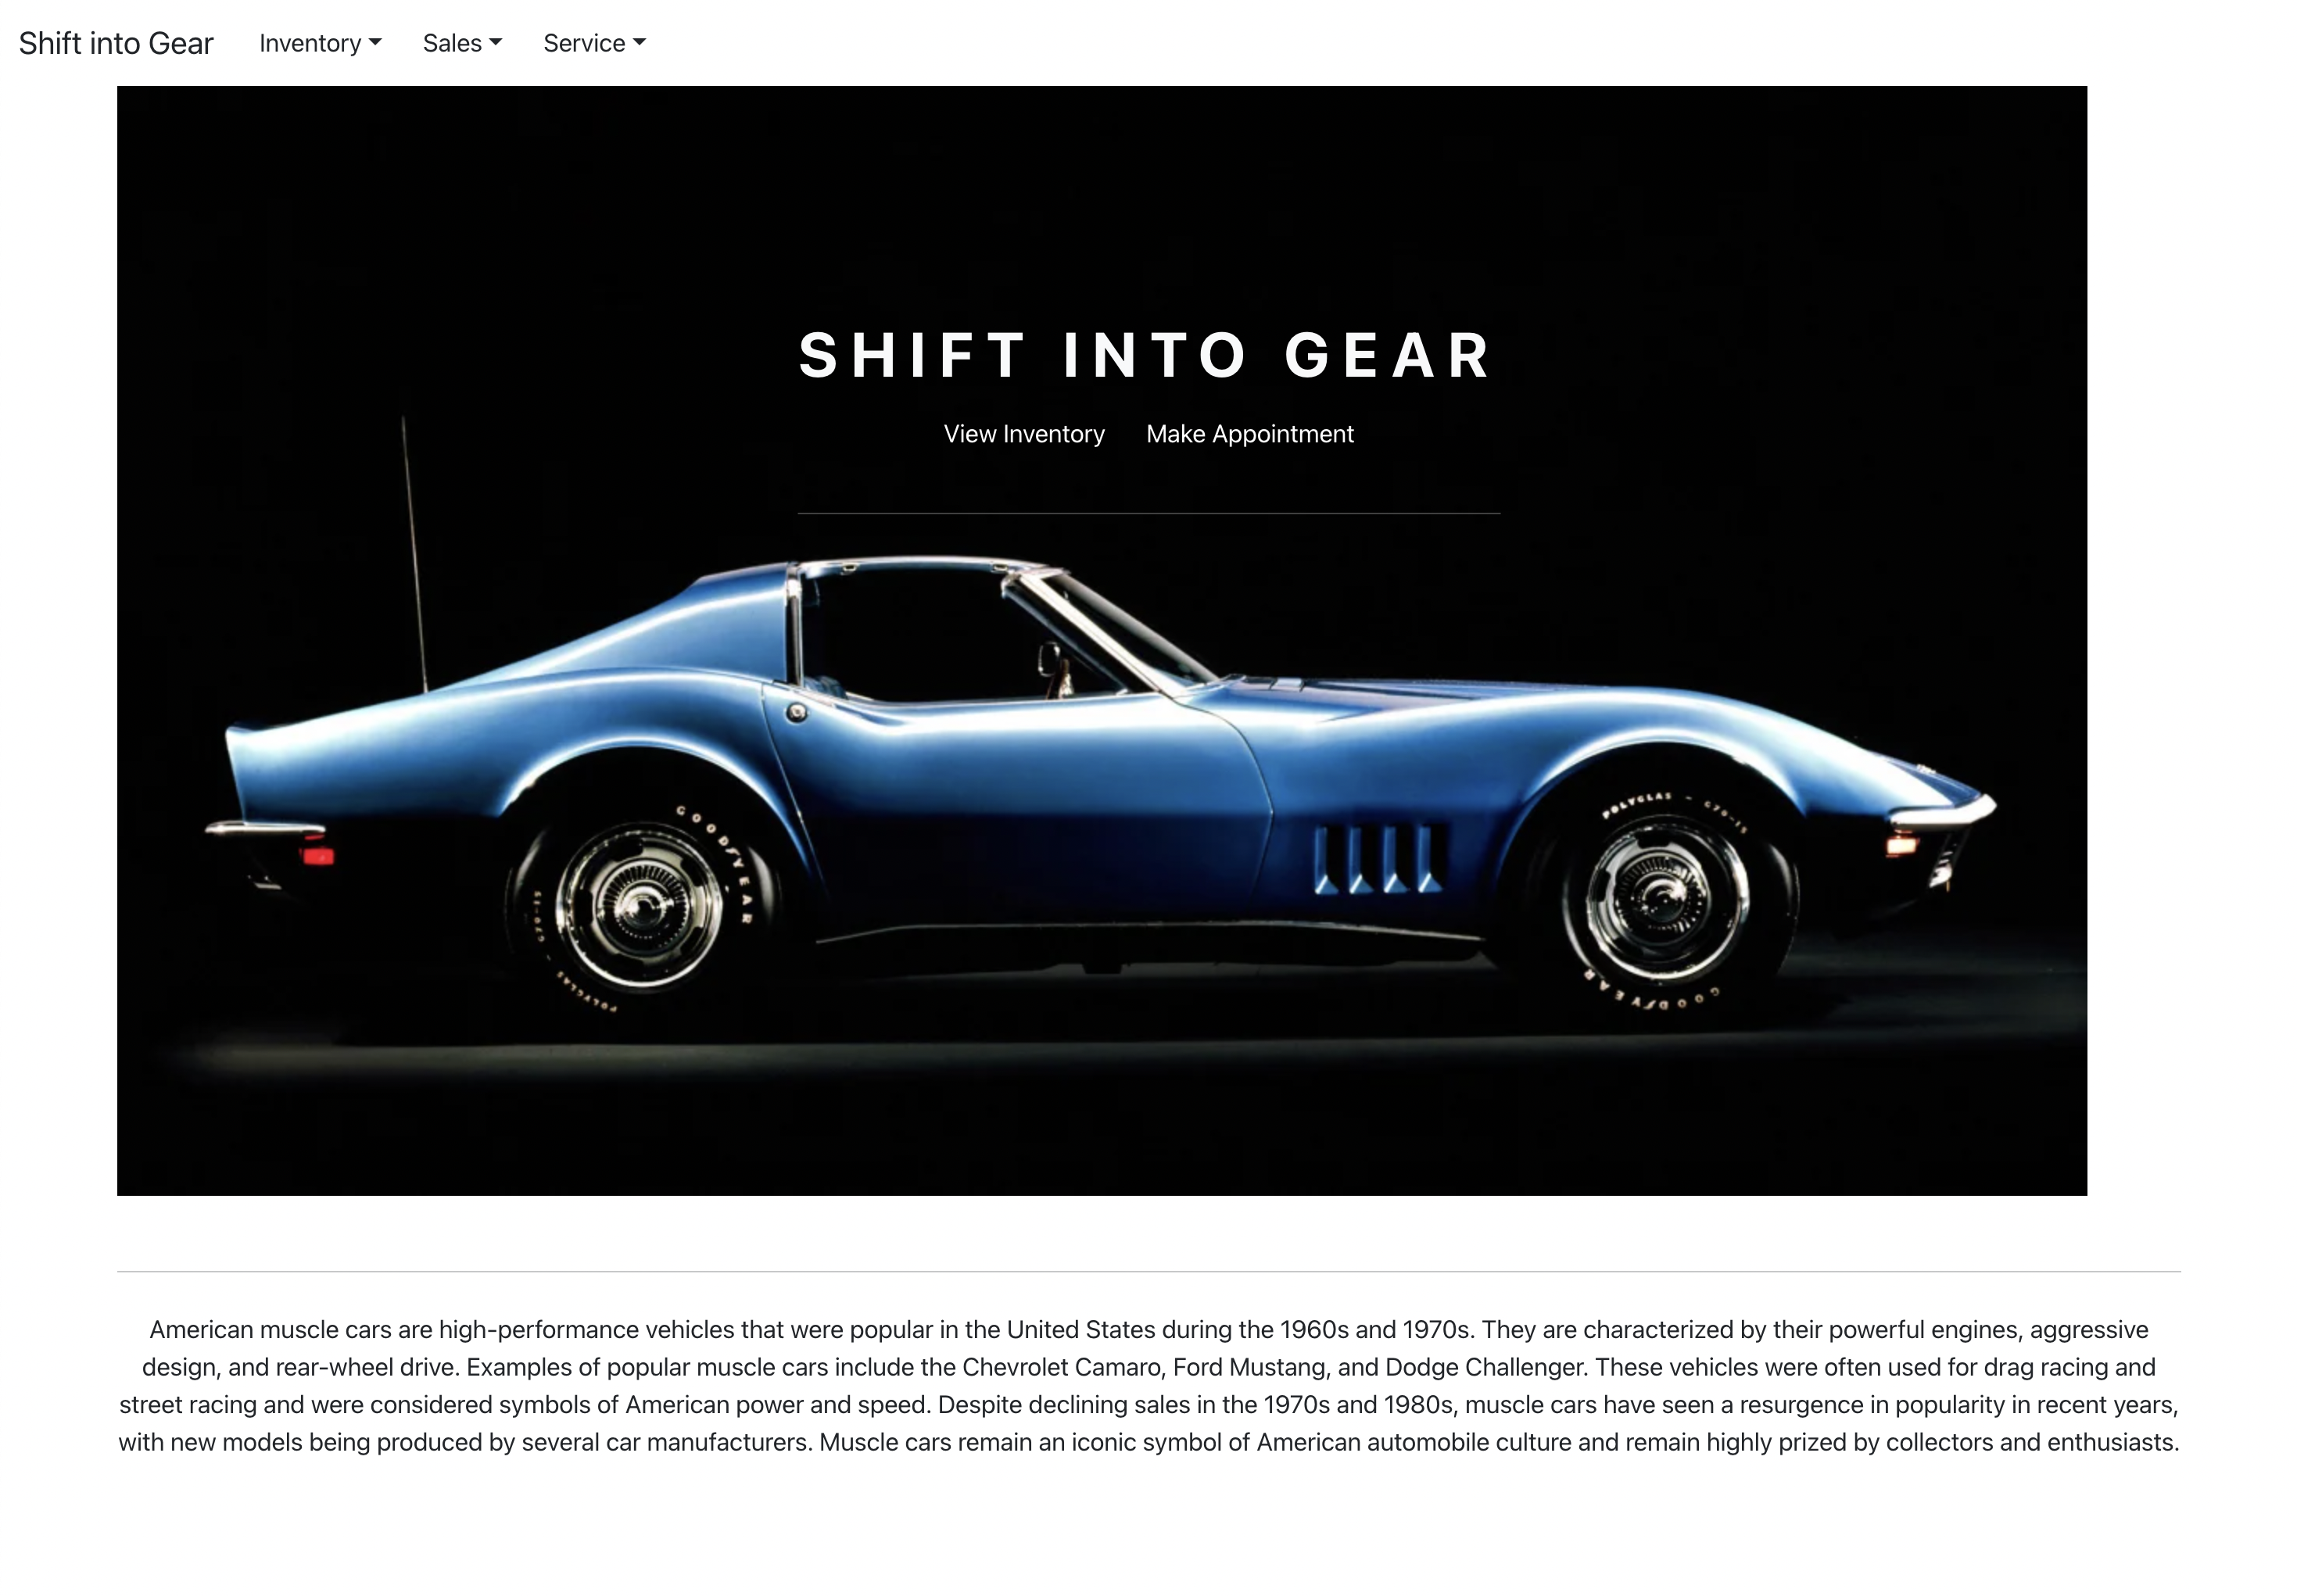 Shift into Gear Inventory Sales Service
SHIFT INTO GEAR
View Inventory Make Appointment
GOODYEAR
POLYGLAS - G70-15
POLYGLAS - G70-15
GOODYEAR
American muscle cars are high-performance vehicles that were popular in the United States during the 1960s and 1970s. They are characterized by their powerful engines, aggressive
design, and rear-wheel drive. Examples of popular muscle cars include the Chevrolet Camaro, Ford Mustang, and Dodge Challenger. These vehicles were often used for drag racing and
street racing and were considered symbols of American power and speed. Despite declining sales in the 1970s and 1980s, muscle cars have seen a resurgence in popularity in recent years,
with new models being produced by several car manufacturers. Muscle cars remain an iconic symbol of American automobile culture and remain highly prized by collectors and enthusiasts.